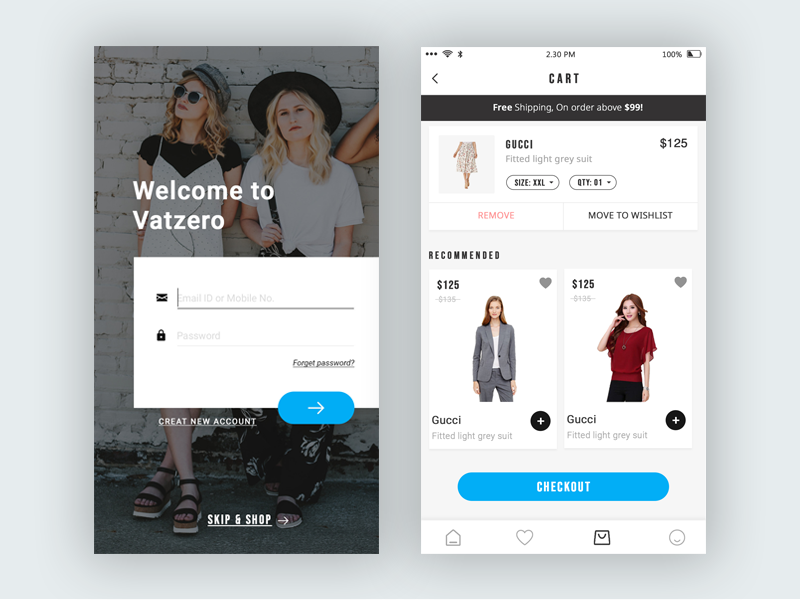 Welcome to
Vatzero
Email ID or Mobile No.
Password
Forget password?
CREAT NEW ACCOUNT
SKIP & SHOP
2.30 PM
100%
CART
Free Shipping, On order above $99!
GUCCI
$125
Fitted light grey suit
SIZE: XXL
QTY: 01
REMOVE
MOVE TO WISHLIST
RECOMMENDED
$125
$135
Gucci
Fitted light grey suit
$125
$135
Gucci
Fitted light grey suit
CHECKOUT